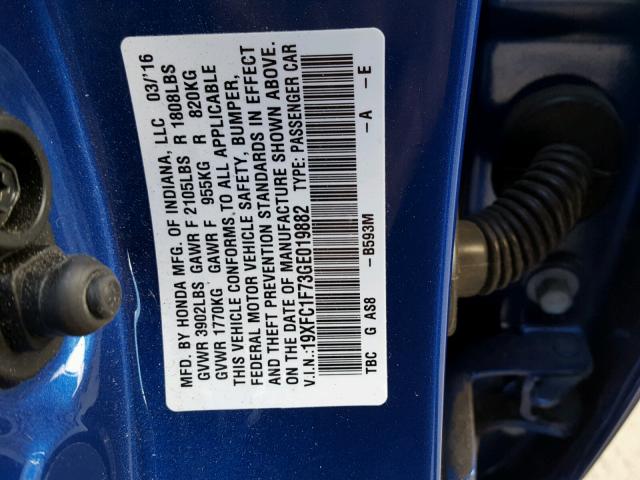 MFD. BY HONDA MFG. OF INDIANA, LLC 03/'16
GVWR 3902LBS GAWR F 2105LBS R 1808LBS
GVWR 1770KG GAWR F 955KG R 820KG
THIS VEHICLE CONFORMS TO ALL APPLICABLE
FEDERAL MOTOR VEHICLE SAFETY, BUMPER,
AND THEFT PREVENTION STANDARDS IN EFFECT
ON THE DATE OF MANUFACTURE SHOWN ABOVE.
V.I.N.:19XFC1F73GE019882 TYPE: PASSENGER CAR
TBC G AS8 -B593M -A -E